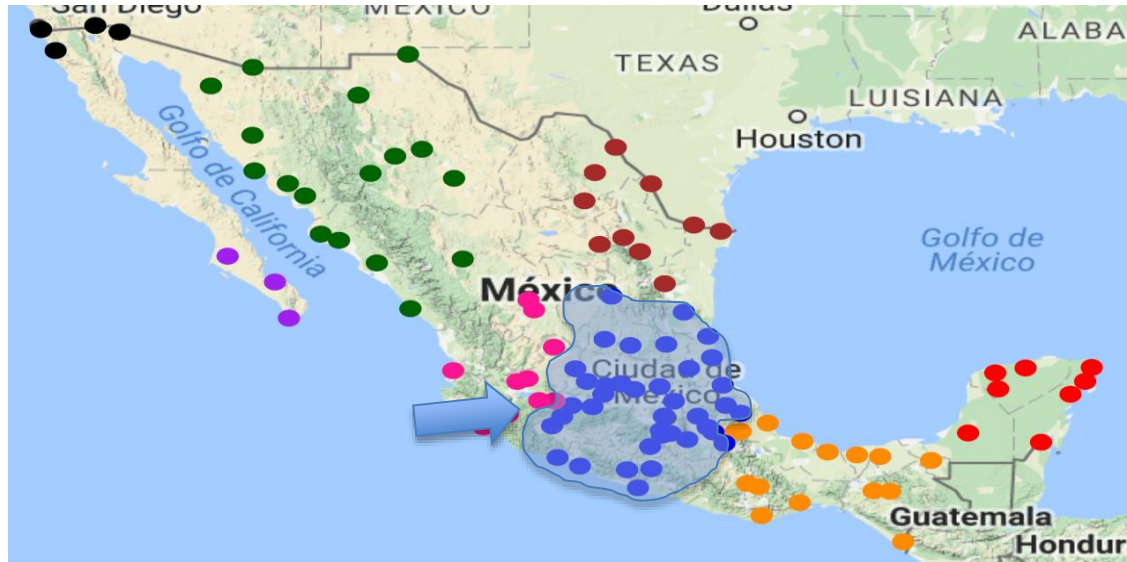 San Diego
MÉXICO
Dallas
ALABA
TEXAS
LUISIANA
Houston
Golfo de California
Golfo de
México
México
Ciudad de
México
Guatemala
Hondur